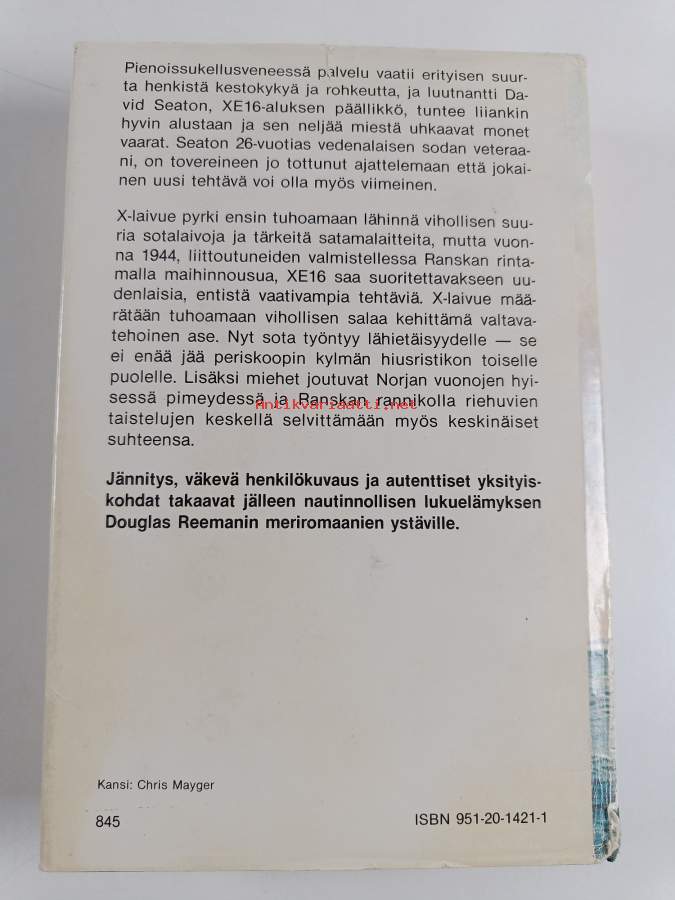 Pienoissukellusveneessä palvelu vaatii erityisen suur-
ta henkistä kestokykyä ja rohkeutta, ja luutnantti Da-
vid Seaton, XE16-aluksen päällikkö, tuntee liiankin
hyvin alustaan ja sen neljää miestä uhkaavat monet
vaarat. Seaton 26-vuotias vedenalaisen sodan veteraa-
ni, on tovereineen jo tottunut ajattelemaan että jokai-
nen uusi tehtävä voi olla myös viimeinen.
X-laivue pyrki ensin tuhoamaan lähinnä vihollisen suu-
ria sotalaivoja ja tärkeitä satamalaitteita, mutta vuon-
na 1944, liittoutuneiden valmistellessa Ranskan rinta-
malla maihinnousua, XE16 saa suoritettavakseen uu-
denlaisia, entistä vaativampia tehtäviä. X-laivue mää-
rätään tuhoamaan vihollisen salaa kehittämä valtava-
tehoinen ase. Nyt sota työntyy lähietäisyydelle — se
ei enää jää periskoopin kylmän hiusristikon toiselle
puolelle. Lisäksi miehet joutuvat Norjan vuonojen hyi-
sessä pimeydessä ja Ranskan rannikolla riehuvien
Antikvariaatti.net
taistelujen keskellä selvittämään myös keskinäiset
suhteensa.
Jännitys, väkevä henkilökuvaus ja autenttiset yksityis-
kohdat takaavat jälleen nautinnollisen lukuelämyksen
Douglas Reemanin meriromaanien ystäville.
Kansi: Chris Mayger
845
ISBN 951-20-1421-1